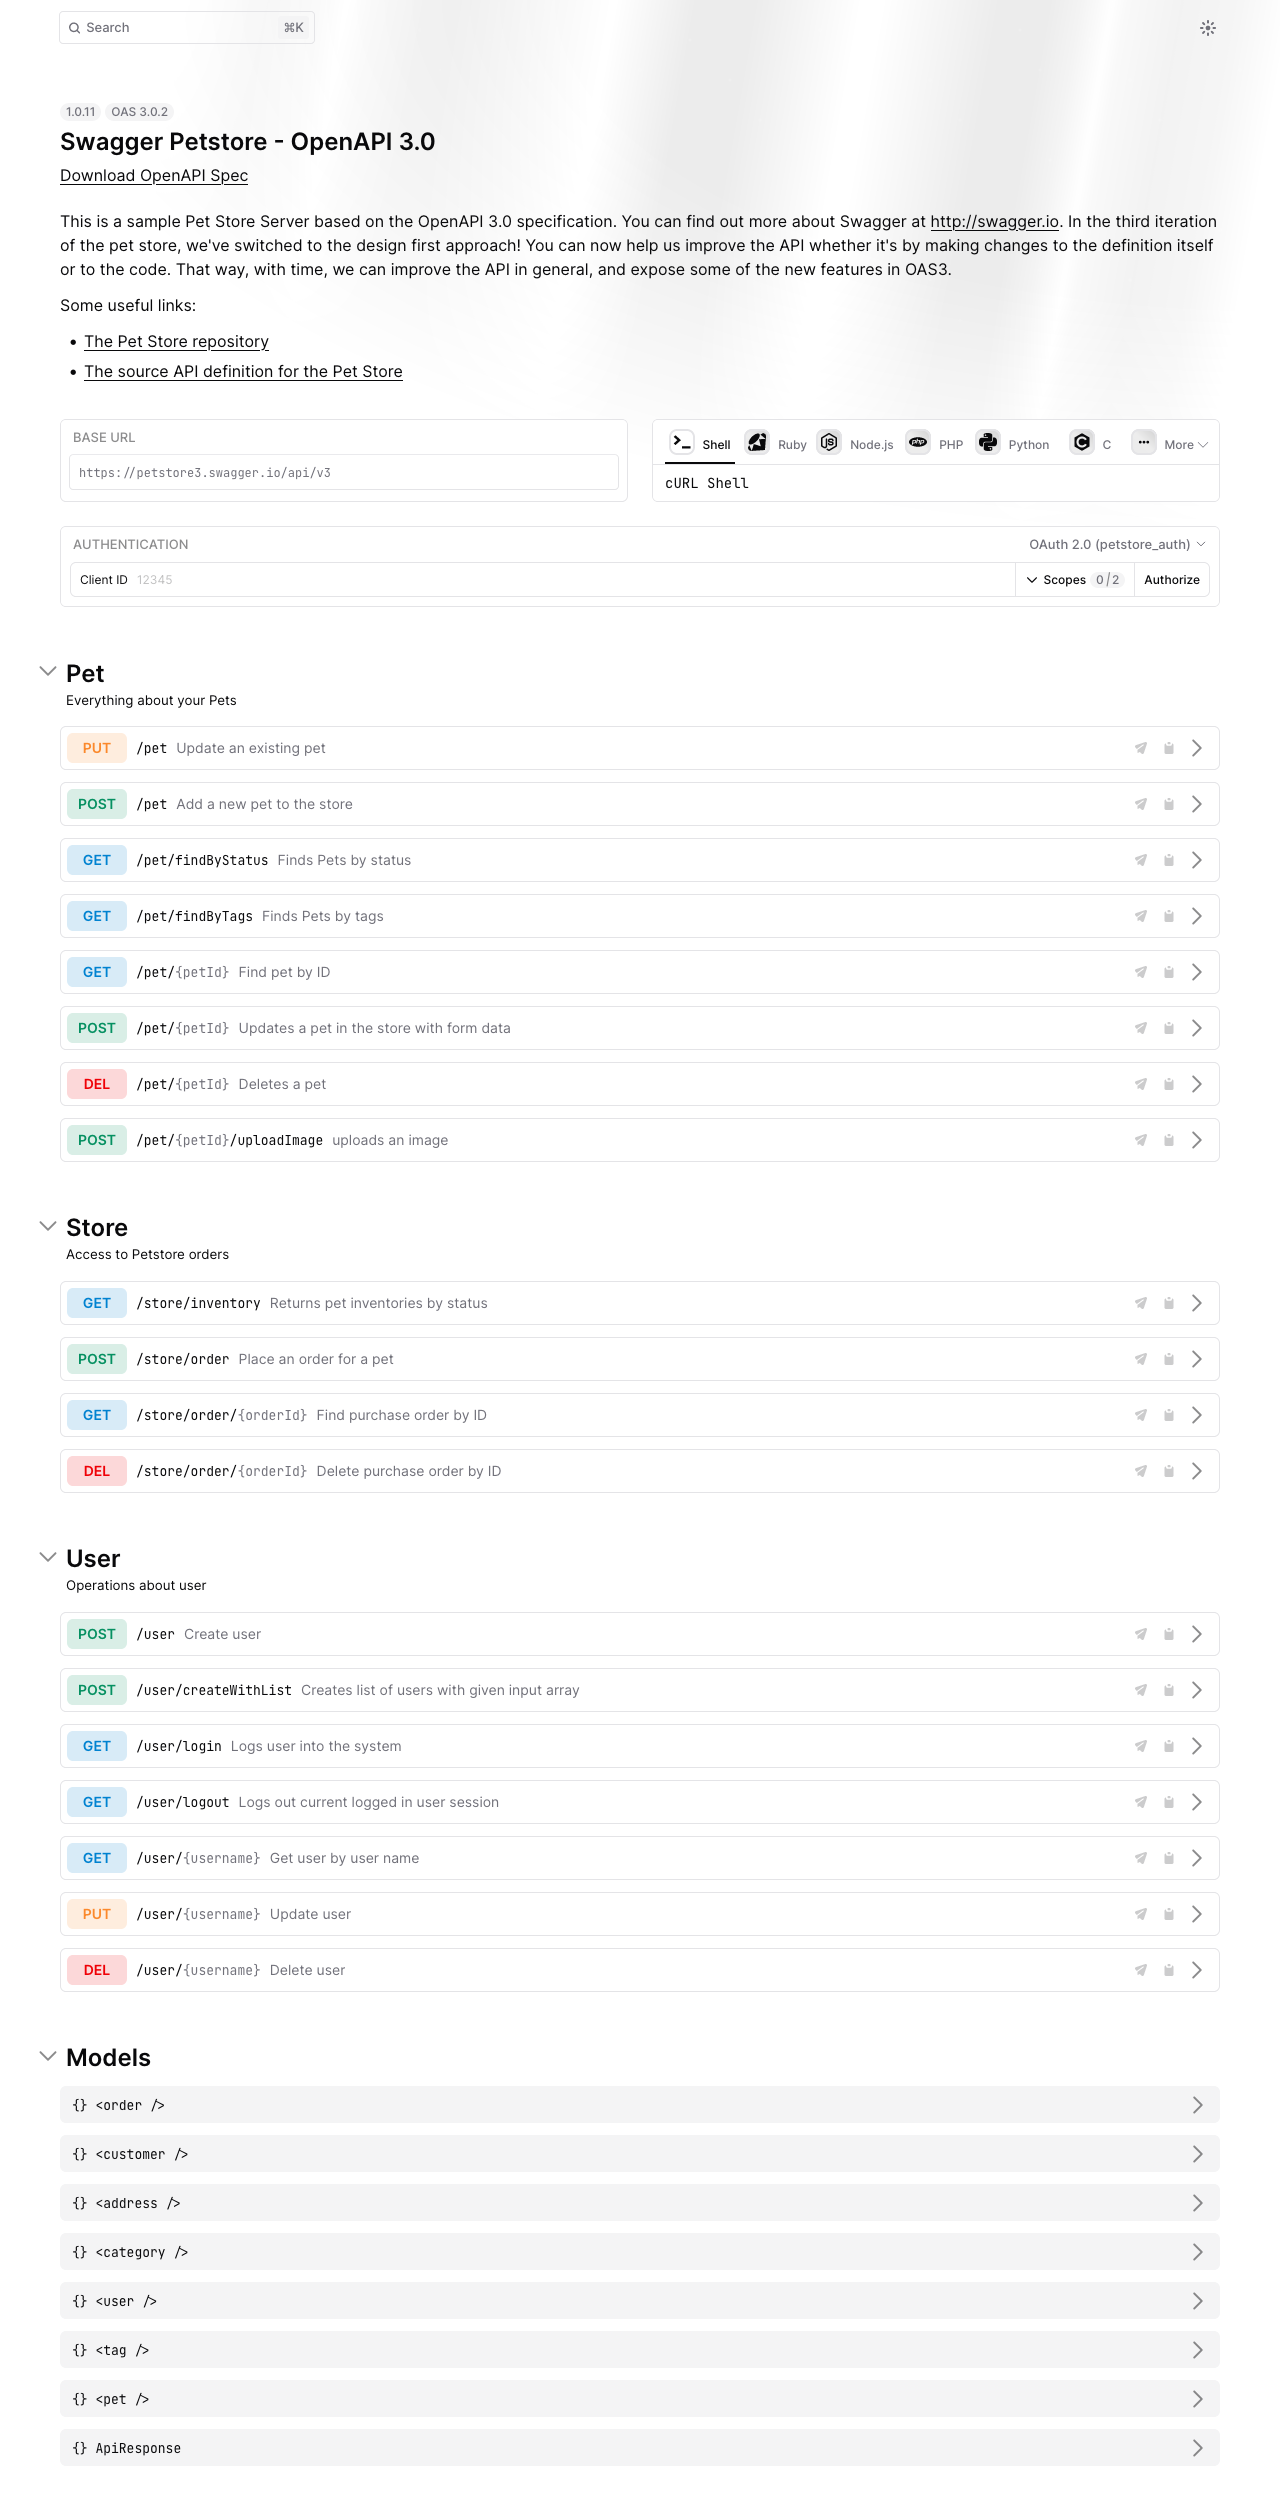 Search ⌘K
1.0.11 OAS 3.0.2
Swagger Petstore - OpenAPI 3.0
Download OpenAPI Spec
This is a sample Pet Store Server based on the OpenAPI 3.0 specification. You can find out more about Swagger at http://swagger.io. In the third iteration
of the pet store, we've switched to the design first approach! You can now help us improve the API whether it's by making changes to the definition itself
or to the code. That way, with time, we can improve the API in general, and expose some of the new features in OAS3.
Some useful links:
• The Pet Store repository
• The source API definition for the Pet Store
BASE URL
https://petstore3.swagger.io/api/v3
Shell Ruby Node.js php PHP Python C More
cURL Shell
AUTHENTICATION OAuth 2.0 (petstore_auth)
Client ID 12345 Scopes 0/2 Authorize
Pet
Everything about your Pets
PUT /pet Update an existing pet
POST /pet Add a new pet to the store
GET /pet/findByStatus Finds Pets by status
GET /pet/findByTags Finds Pets by tags
GET /pet/{petId} Find pet by ID
POST /pet/{petId} Updates a pet in the store with form data
DEL /pet/{petId} Deletes a pet
POST /pet/{petId}/uploadImage uploads an image
Store
Access to Petstore orders
GET /store/inventory Returns pet inventories by status
POST /store/order Place an order for a pet
GET /store/order/{orderId} Find purchase order by ID
DEL /store/order/{orderId} Delete purchase order by ID
User
Operations about user
POST /user Create user
POST /user/createWithList Creates list of users with given input array
GET /user/login Logs user into the system
GET /user/logout Logs out current logged in user session
GET /user/{username} Get user by user name
PUT /user/{username} Update user
DEL /user/{username} Delete user
Models
{} <order />
{} <customer />
{} <address />
{} <category />
{} <user />
{} <tag />
{} <pet />
{} ApiResponse